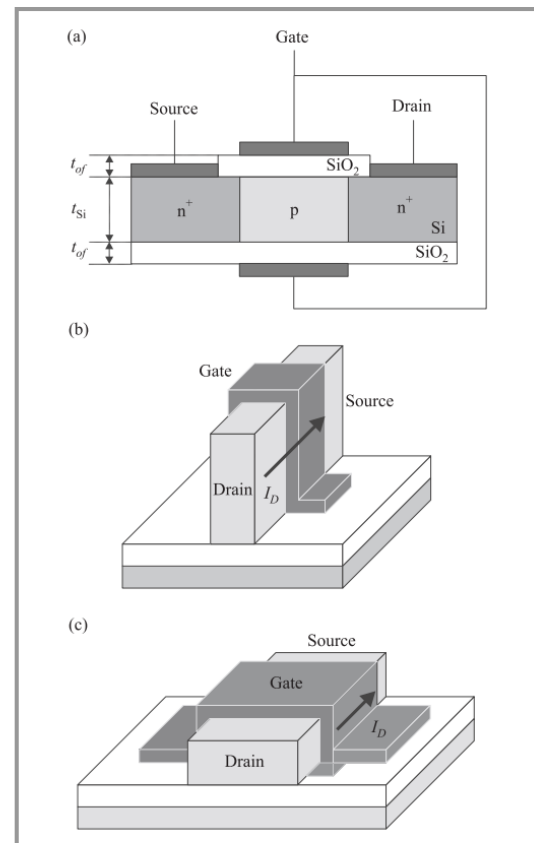 (a)
Gate
Source
Drain
t_of
SiO₂
t_Si
n⁺
p
n⁺
Si
t_of
SiO₂
(b)
Gate
Source
Drain
I_D
(c)
Source
Gate
I_D
Drain